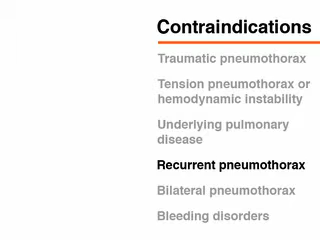 Contraindications
Traumatic pneumothorax
Tension pneumothorax or
hemodynamic instability
Underlying pulmonary
disease
Recurrent pneumothorax
Bilateral pneumothorax
Bleeding disorders